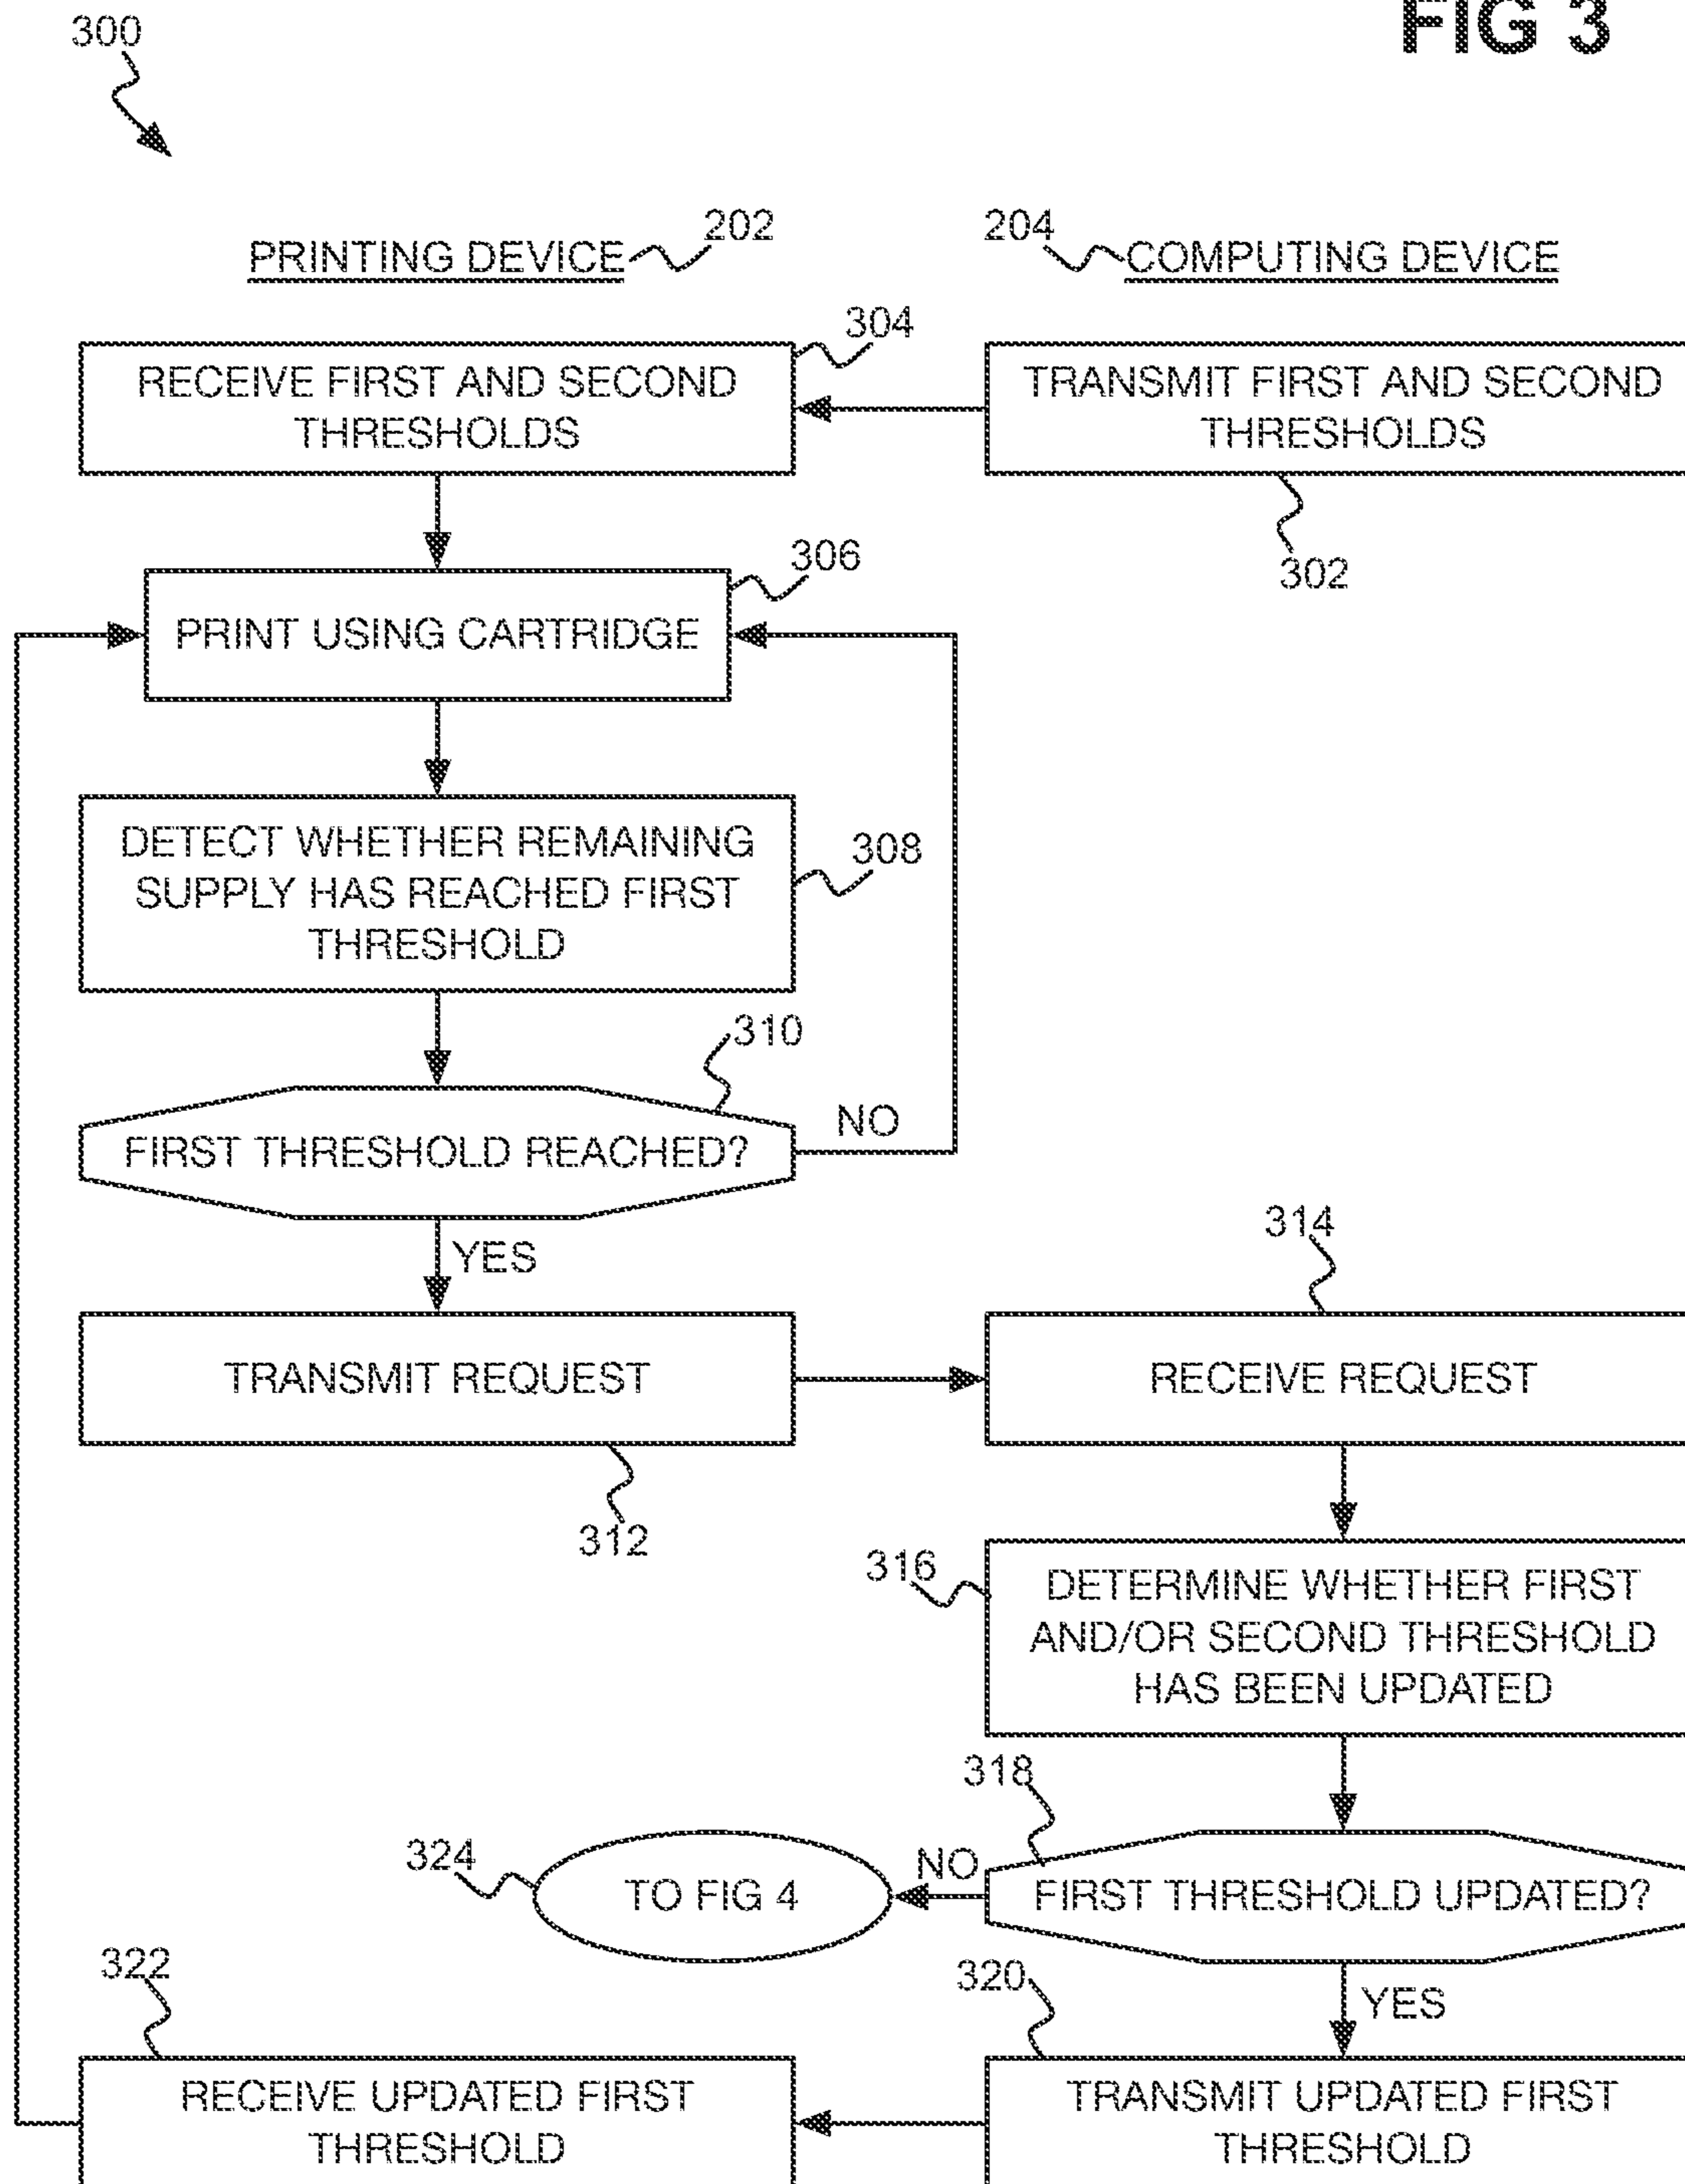 FIG 3
300
PRINTING DEVICE
202
204
COMPUTING DEVICE
304
RECEIVE FIRST AND SECOND
THRESHOLDS
TRANSMIT FIRST AND SECOND
THRESHOLDS
302
306
PRINT USING CARTRIDGE
DETECT WHETHER REMAINING
SUPPLY HAS REACHED FIRST
THRESHOLD
308
310
FIRST THRESHOLD REACHED?
NO
YES
314
TRANSMIT REQUEST
RECEIVE REQUEST
312
316
DETERMINE WHETHER FIRST
AND/OR SECOND THRESHOLD
HAS BEEN UPDATED
318
324
TO FIG 4
NO
FIRST THRESHOLD UPDATED?
322
320
YES
RECEIVE UPDATED FIRST
THRESHOLD
TRANSMIT UPDATED FIRST
THRESHOLD